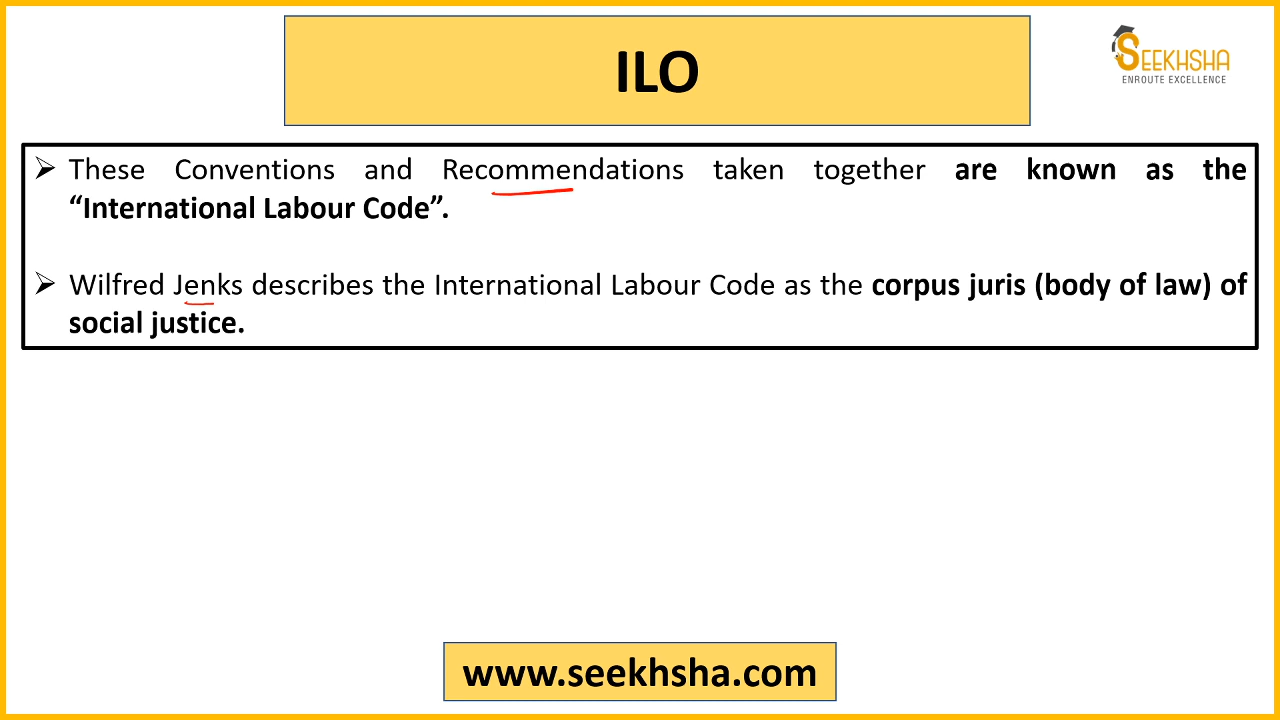 ILO
SEEKHSHA
ENROUTE EXCELLENCE
➢ These Conventions and Recommendations taken together are known as the
“International Labour Code”.
➢ Wilfred Jenks describes the International Labour Code as the corpus juris (body of law) of
social justice.
www.seekhsha.com